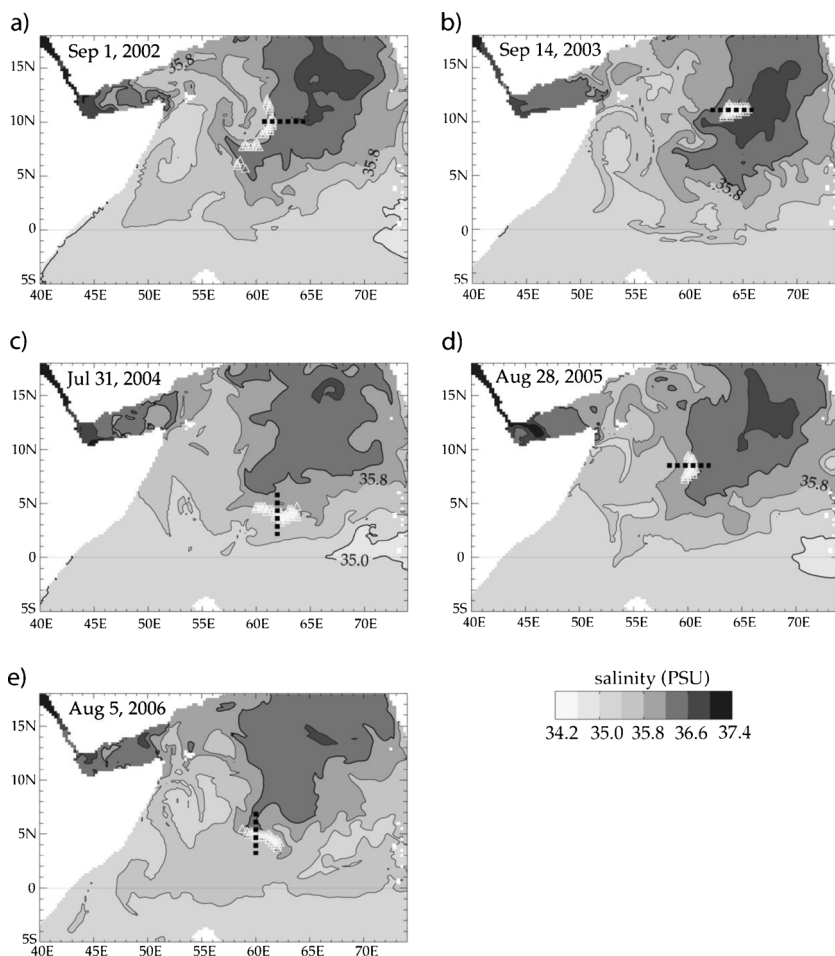 a)
Sep 1, 2002
35.8
35.8
15N
10N
5N
0
5S
40E 45E 50E 55E 60E 65E 70E
b)
Sep 14, 2003
35.8
15N
10N
5N
0
5S
40E 45E 50E 55E 60E 65E 70E
c)
Jul 31, 2004
35.8
35.0
15N
10N
5N
0
5S
40E 45E 50E 55E 60E 65E 70E
d)
Aug 28, 2005
35.8
15N
10N
5N
0
5S
40E 45E 50E 55E 60E 65E 70E
e)
Aug 5, 2006
15N
10N
5N
0
5S
40E 45E 50E 55E 60E 65E 70E
salinity (PSU)
34.2 35.0 35.8 36.6 37.4